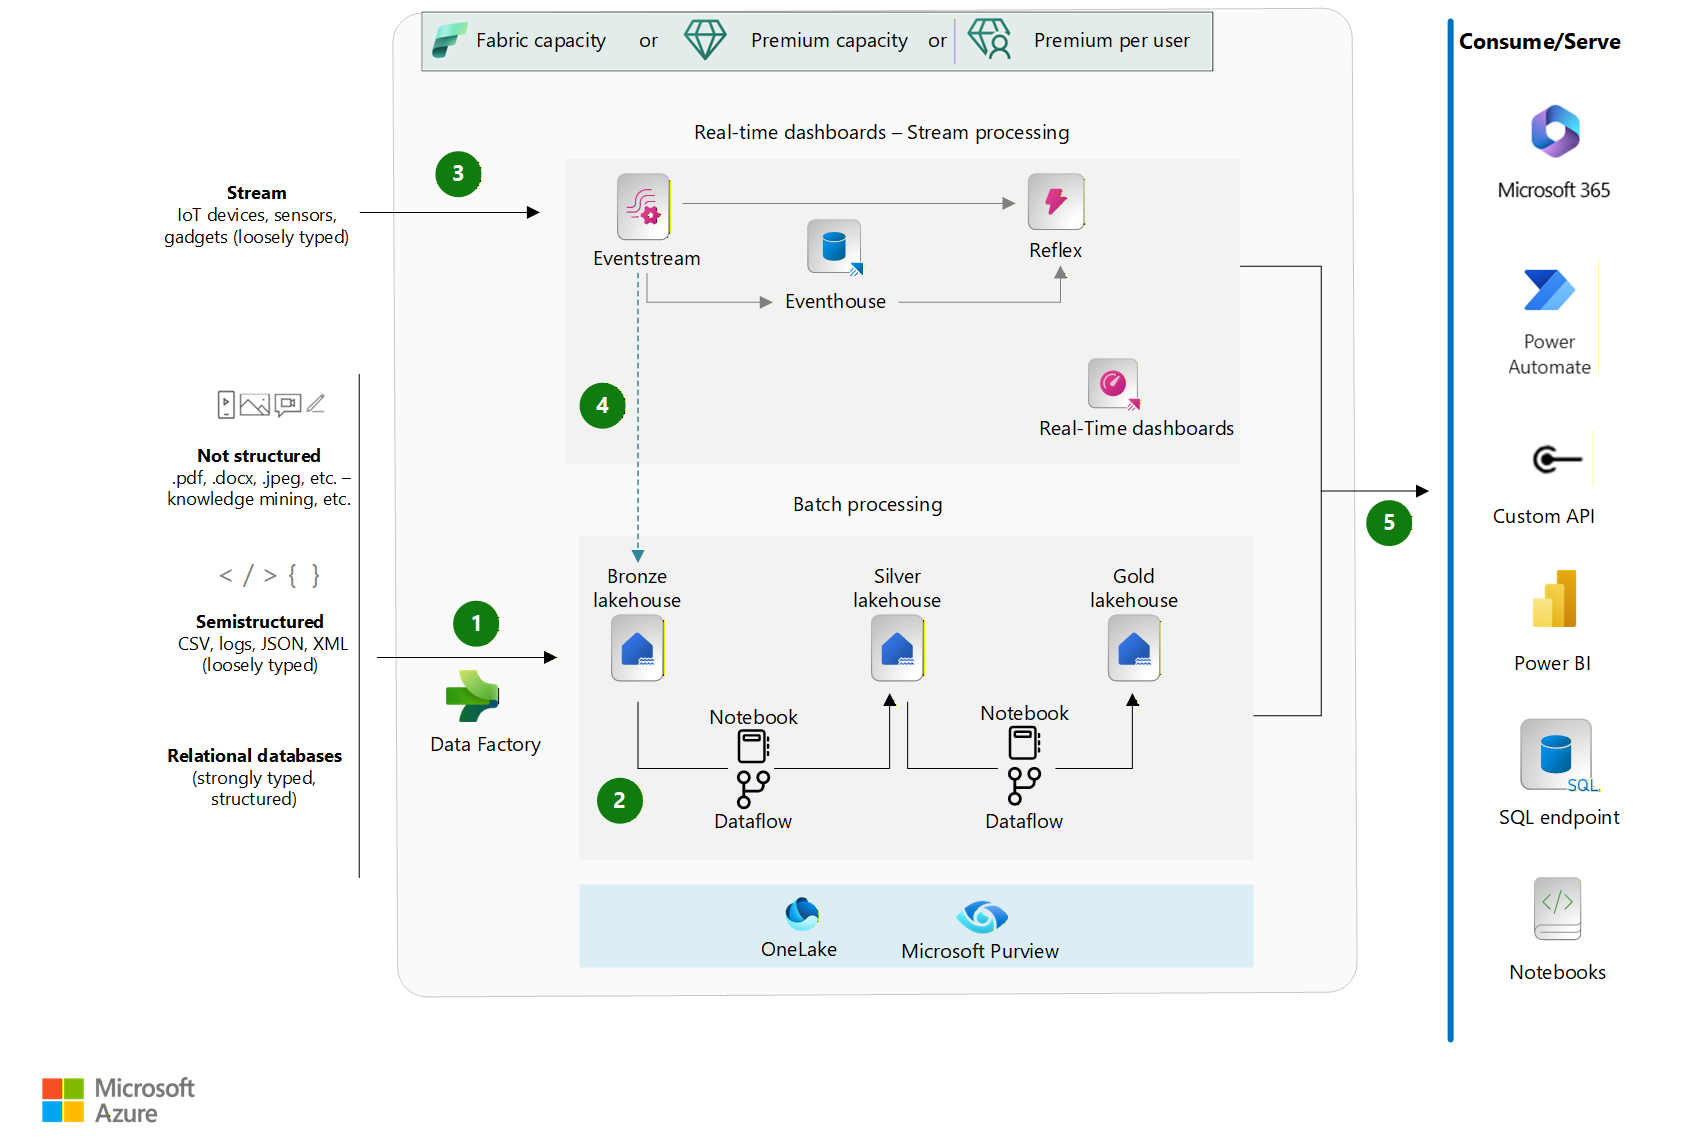 Fabric capacity or Premium capacity or Premium per user
Consume/Serve
Real-time dashboards – Stream processing
3
Stream
IoT devices, sensors,
gadgets (loosely typed)
Eventstream
Eventhouse
Reflex
Real-Time dashboards
4
Not structured
.pdf, .docx, .jpeg, etc. –
knowledge mining, etc.
</> { }
Semistructured
CSV, logs, JSON, XML
(loosely typed)
Relational databases
(strongly typed,
structured)
1
Data Factory
Batch processing
Bronze
lakehouse
Silver
lakehouse
Gold
lakehouse
2
Notebook
Dataflow
Notebook
Dataflow
OneLake
Microsoft Purview
5
Microsoft 365
Power
Automate
Custom API
Power BI
SQL
SQL endpoint
</>
Notebooks
Microsoft
Azure